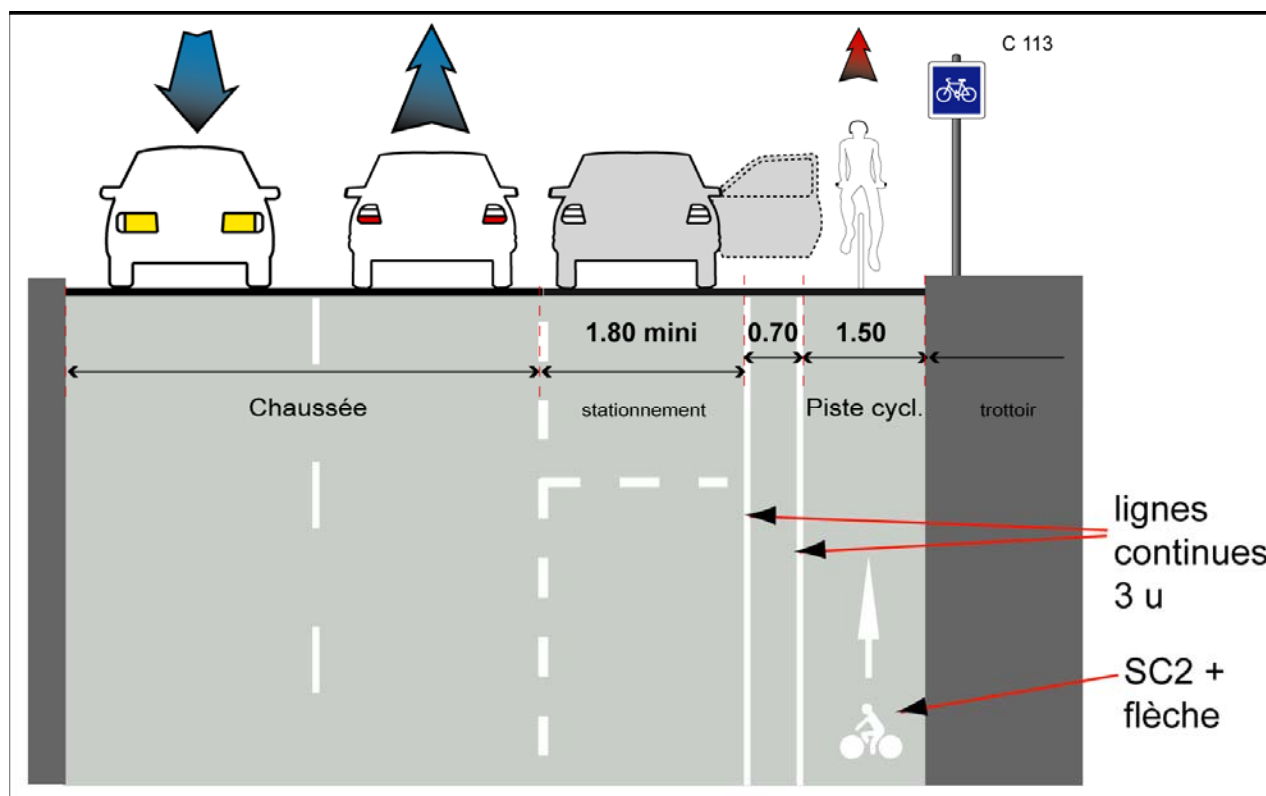 C 113
1.80 mini
0.70
1.50
Chaussée
stationnement
Piste cycl.
trottoir
lignes
continues
3 u
SC2 +
flèche